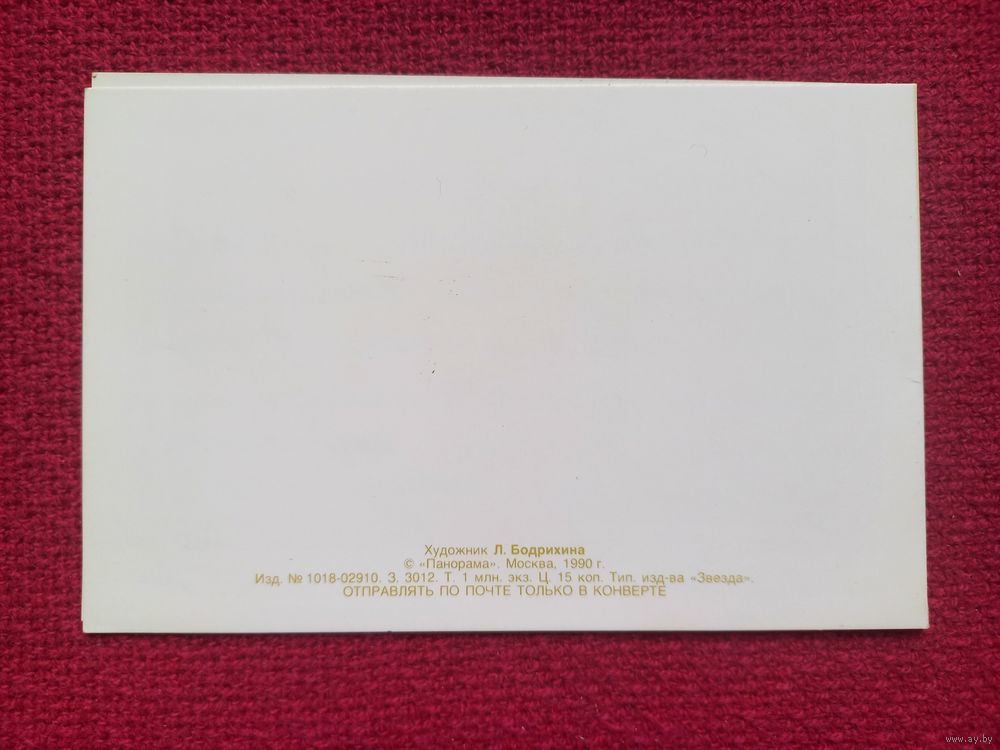 Художник Л. Бодрихина
© «Панорама». Москва, 1990 г.
Изд. № 1018-02910. З. 3012. Т. 1 млн. экз. Ц. 15 коп. Тип. изд-ва «Звезда».
ОТПРАВЛЯТЬ ПО ПОЧТЕ ТОЛЬКО В КОНВЕРТЕ
www.ay.by